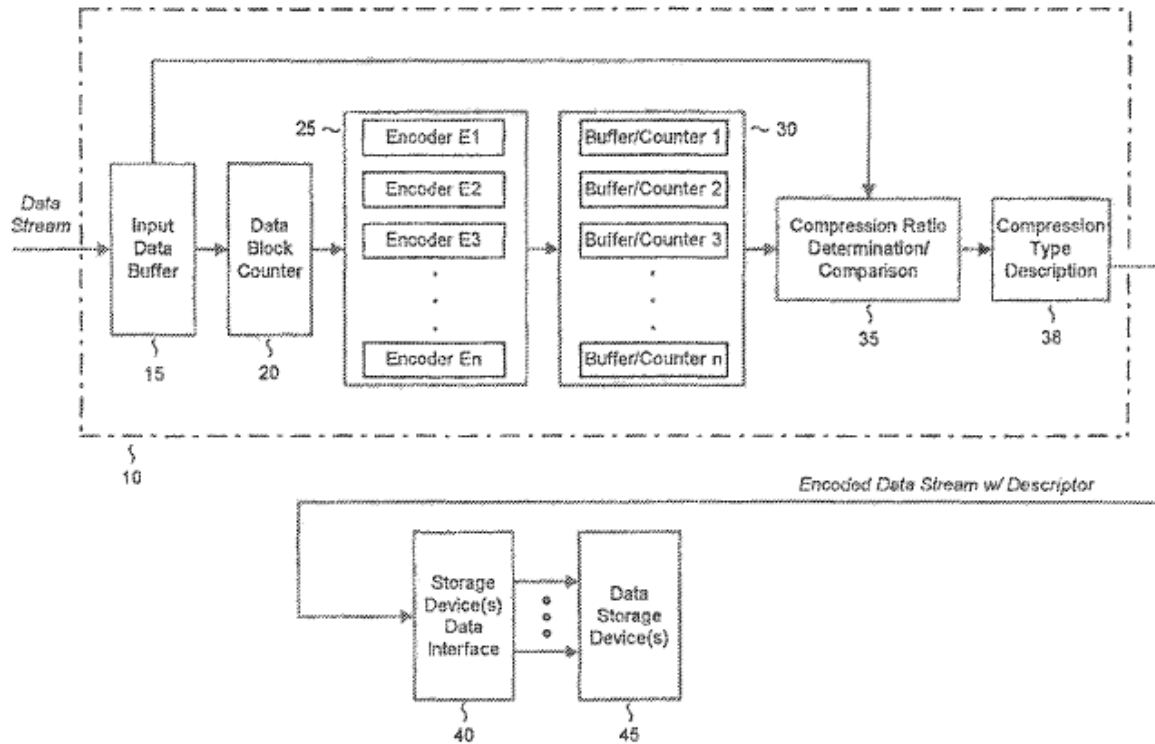 25
Encoder E1
Encoder E2
Encoder E3
Encoder En
Buffer/Counter 1
Buffer/Counter 2
Buffer/Counter 3
Buffer/Counter n
30
Data
Stream
Input
Data
Buffer
15
Data
Block
Counter
20
Compression Ratio
Determination/
Comparison
35
Compression
Type
Description
38
10
Encoded Data Stream w/ Descriptor
Storage
Device(s)
Data
Interface
40
Data
Storage
Device(s)
45